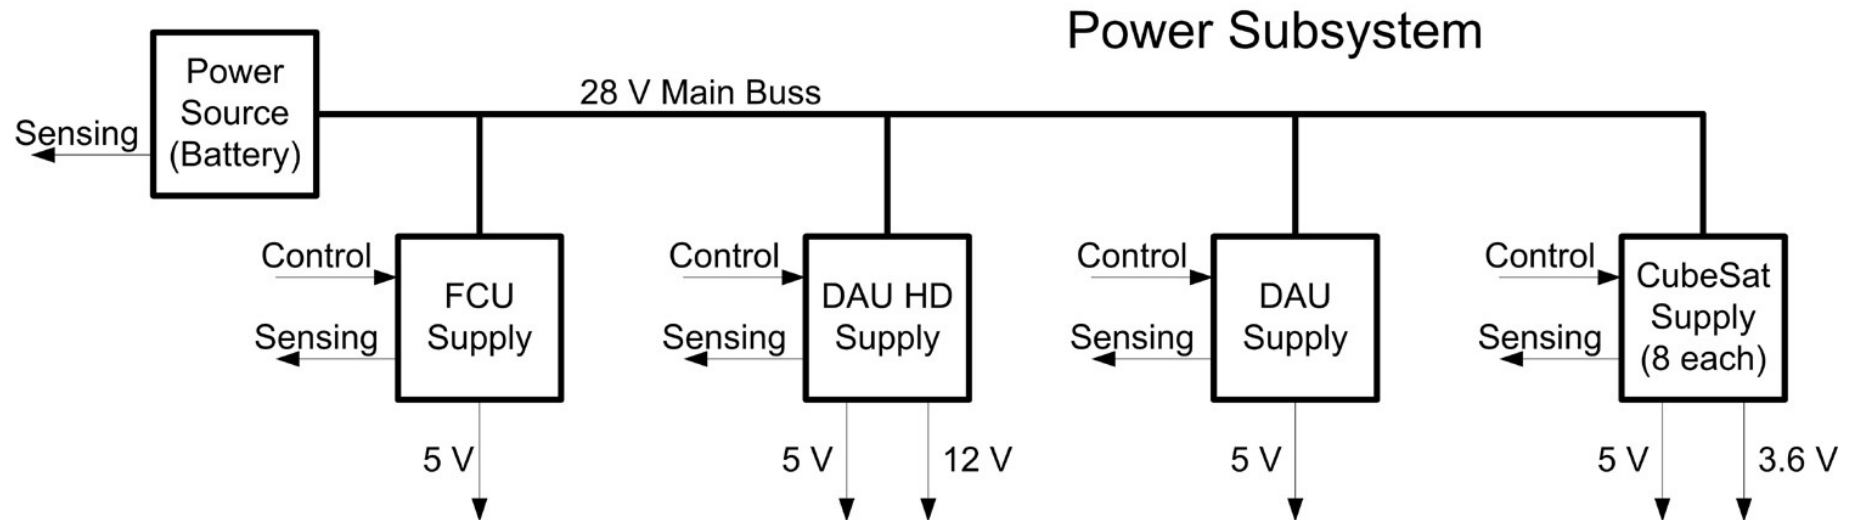 Power Subsystem
Power
Source
(Battery)
Sensing
28 V Main Buss
Control
Sensing
FCU
Supply
5 V
Control
Sensing
DAU HD
Supply
5 V
12 V
Control
Sensing
DAU
Supply
5 V
Control
Sensing
CubeSat
Supply
(8 each)
5 V
3.6 V